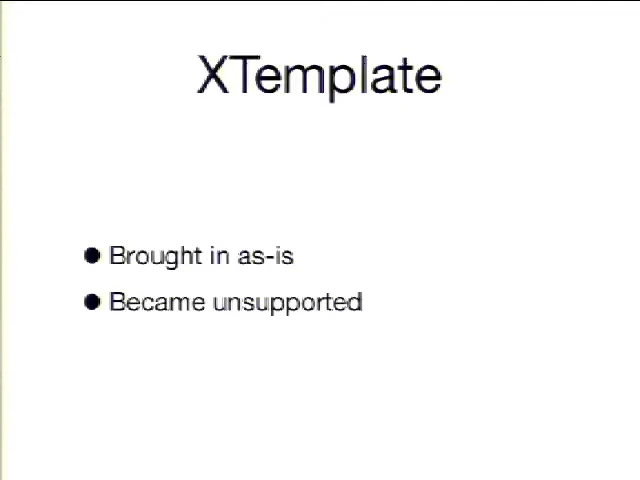 XTemplate
● Brought in as-is
● Became unsupported